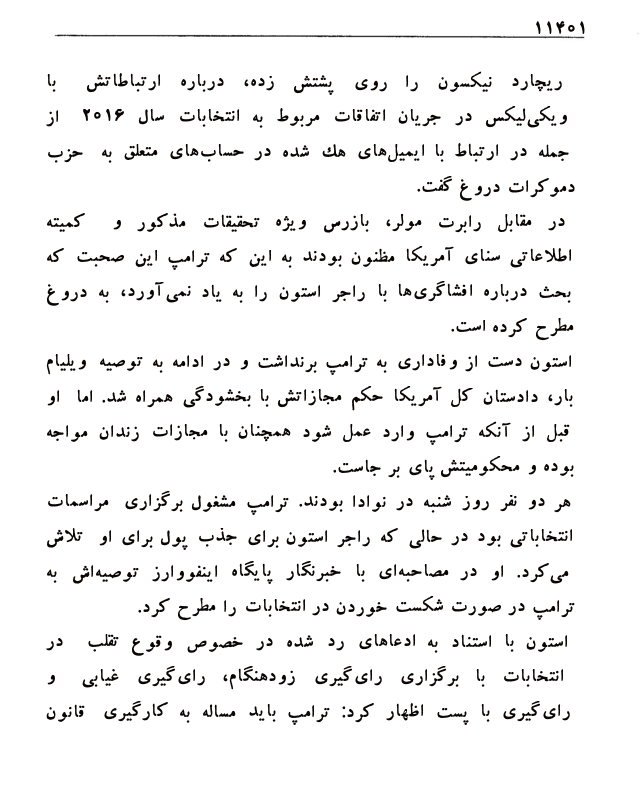 ۱۱۴۰۱
ریچارد نیکسون را روی پشتش زده، درباره ارتباطاتش با
ویکی‌لیکس در جریان اتفاقات مربوط به انتخابات سال ۲۰۱۶ از
جمله در ارتباط با ایمیل‌های هك شده در حساب‌های متعلق به حزب
دموکرات دروغ گفت.
در مقابل رابرت مولر، بازرس ویژه تحقیقات مذکور و کمیته
اطلاعاتی سنای آمریکا مظنون بودند به این که ترامپ این صحبت که
بحث درباره افشاگری‌ها با راجر استون را به یاد نمی‌آورد، به دروغ
مطرح کرده است.
استون دست از وفاداری به ترامپ برنداشت و در ادامه به توصیه ویلیام
بار، دادستان کل آمریکا حکم مجازاتش با بخشودگی همراه شد. اما او
قبل از آنکه ترامپ وارد عمل شود همچنان با مجازات زندان مواجه
بوده و محکومیتش پای بر جاست.
هر دو نفر روز شنبه در نوادا بودند. ترامپ مشغول برگزاری مراسمات
انتخاباتی بود در حالی که راجر استون برای جذب پول برای او تلاش
می‌کرد. او در مصاحبه‌ای با خبرنگار پایگاه اینفووارز توصیه‌اش به
ترامپ در صورت شکست خوردن در انتخابات را مطرح کرد.
استون با استناد به ادعاهای رد شده در خصوص وقوع تقلب در
انتخابات با برگزاری رای‌گیری زودهنگام، رای‌گیری غیابی و
رای‌گیری با پست اظهار کرد: ترامپ باید مساله به کارگیری قانون